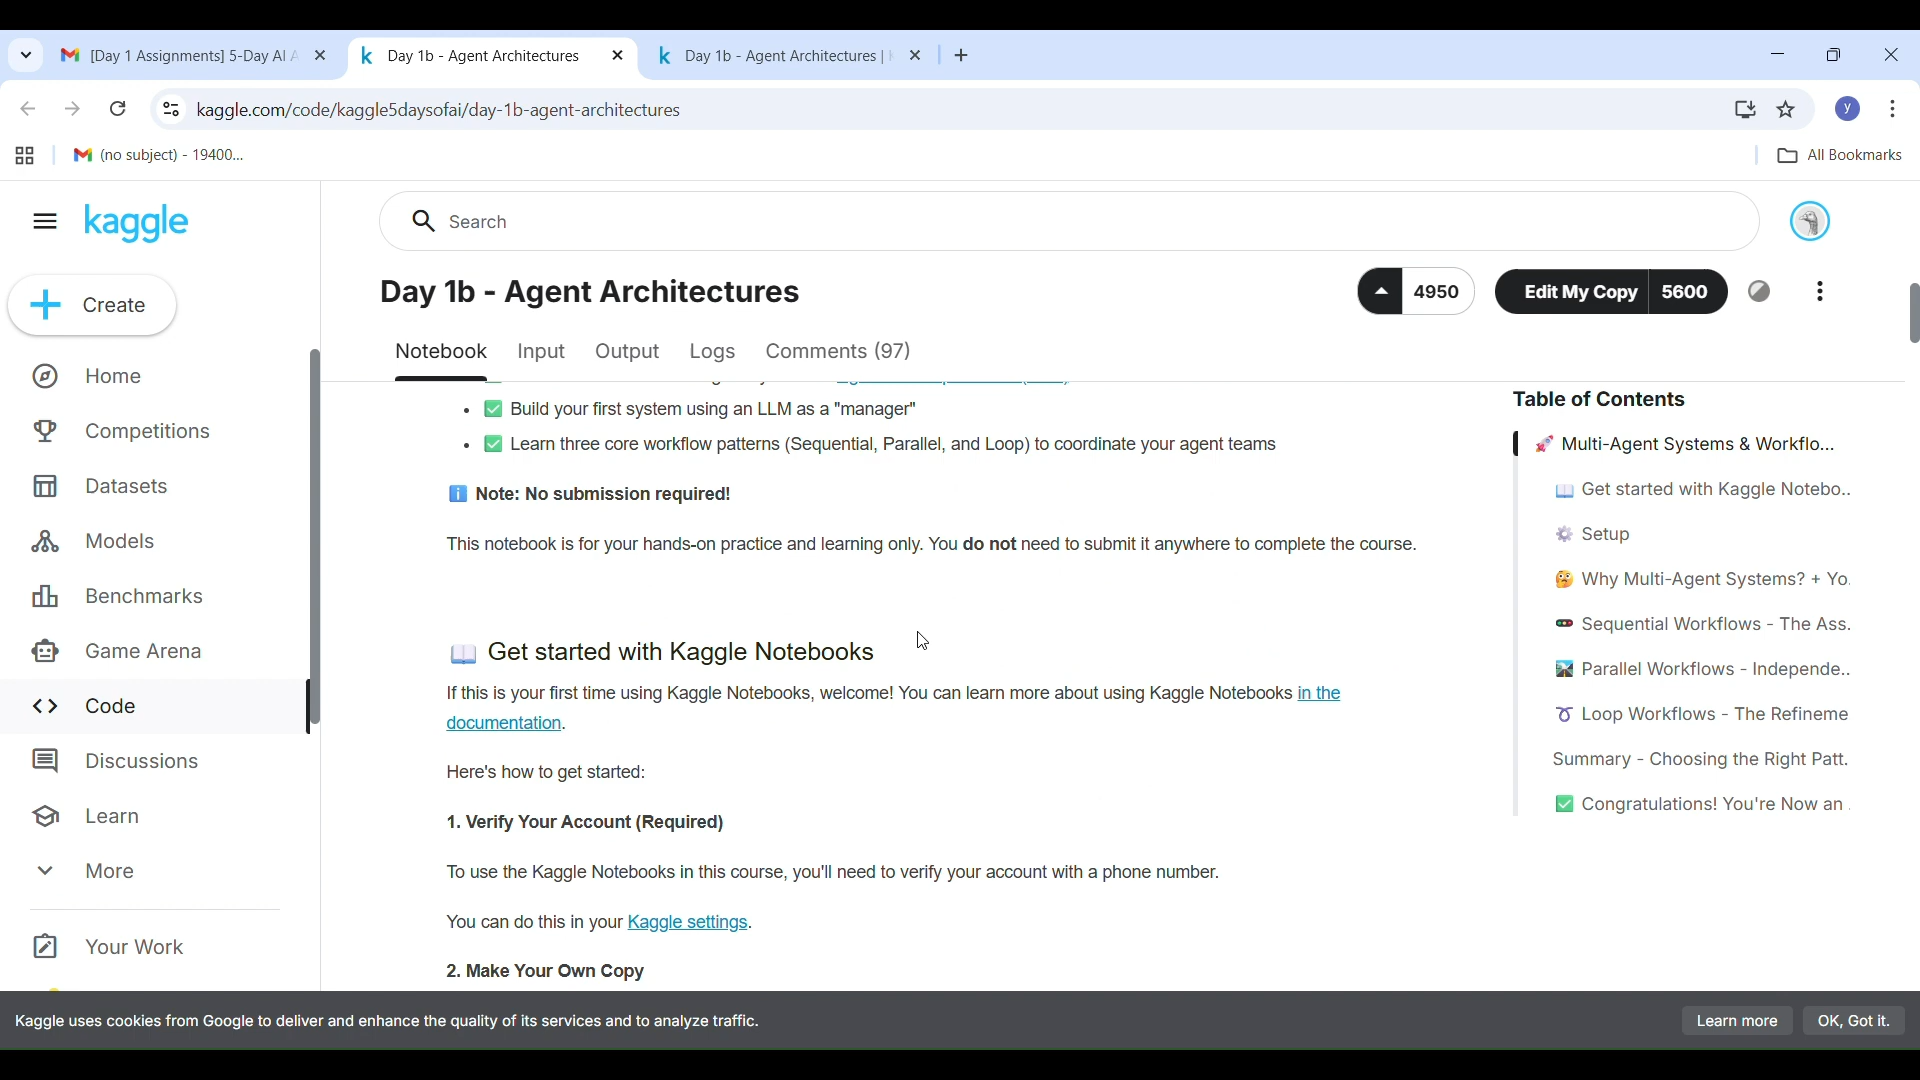 [Day 1 Assignments] 5-Day AI A
Day 1b - Agent Architectures
Day 1b - Agent Architectures |
kaggle.com/code/kaggle5daysofai/day-1b-agent-architectures
y
(no subject) - 19400...
All Bookmarks
kaggle
Search
Create
Home
Competitions
Datasets
Models
Benchmarks
Game Arena
Code
Discussions
Learn
More
Your Work
Day 1b - Agent Architectures
4950
Edit My Copy 5600
Notebook Input Output Logs Comments (97)
Build your first system using an LLM as a "manager"
Learn three core workflow patterns (Sequential, Parallel, and Loop) to coordinate your agent teams
Note: No submission required!
This notebook is for your hands-on practice and learning only. You do not need to submit it anywhere to complete the course.
Get started with Kaggle Notebooks
If this is your first time using Kaggle Notebooks, welcome! You can learn more about using Kaggle Notebooks in the
documentation.
Here's how to get started:
1. Verify Your Account (Required)
To use the Kaggle Notebooks in this course, you'll need to verify your account with a phone number.
You can do this in your Kaggle settings.
2. Make Your Own Copy
Table of Contents
Multi-Agent Systems & Workflo...
Get started with Kaggle Notebo...
Setup
Why Multi-Agent Systems? + Yo.
Sequential Workflows - The Ass.
Parallel Workflows - Independe..
Loop Workflows - The Refineme
Summary - Choosing the Right Patt.
Congratulations! You're Now an .
Kaggle uses cookies from Google to deliver and enhance the quality of its services and to analyze traffic.
Learn more
OK, Got it.